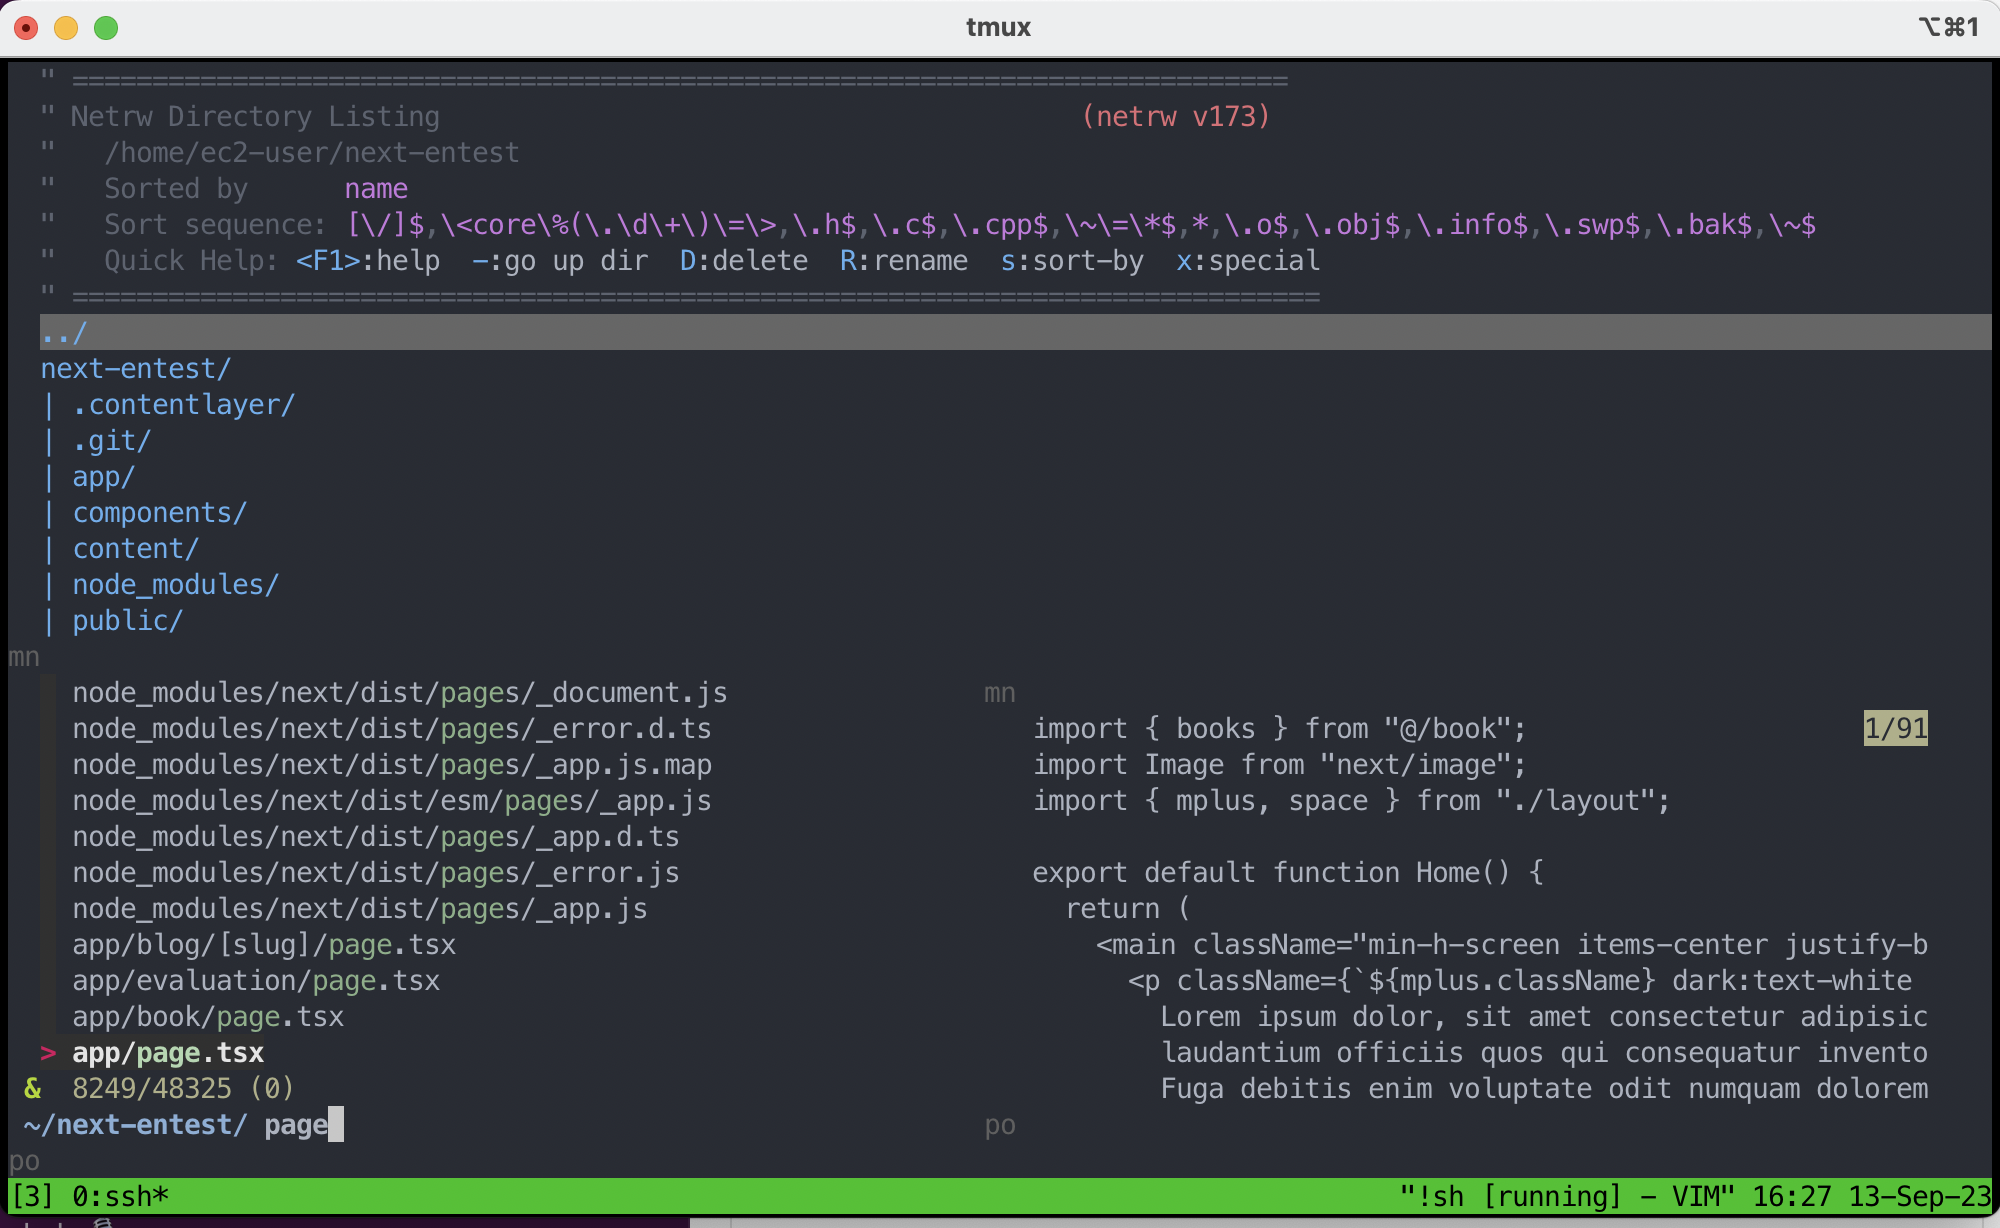 tmux
⌥⌘1
" ============================================================================
" Netrw Directory Listing                                        (netrw v173)
"   /home/ec2-user/next-entest
"   Sorted by      name
"   Sort sequence: [\/]$,\<core\%(\.\d\+\)\=\>,\.h$,\.c$,\.cpp$,\~\=\*$,*,\.o$,\.obj$,\.info$,\.swp$,\.bak$,\~$
"   Quick Help: <F1>:help  -:go up dir  D:delete  R:rename  s:sort-by  x:special
" ==============================================================================
../
next-entest/
| .contentlayer/
| .git/
| app/
| components/
| content/
| node_modules/
| public/
mn
node_modules/next/dist/pages/_document.js
node_modules/next/dist/pages/_error.d.ts
node_modules/next/dist/pages/_app.js.map
node_modules/next/dist/esm/pages/_app.js
node_modules/next/dist/pages/_app.d.ts
node_modules/next/dist/pages/_error.js
node_modules/next/dist/pages/_app.js
app/blog/[slug]/page.tsx
app/evaluation/page.tsx
app/book/page.tsx
> app/page.tsx
&  8249/48325 (0)
~/next-entest/ page
po
mn
import { books } from "@/book";
1/91
import Image from "next/image";
import { mplus, space } from "./layout";
export default function Home() {
return (
<main className="min-h-screen items-center justify-b
<p className={`${mplus.className} dark:text-white
Lorem ipsum dolor, sit amet consectetur adipisic
laudantium officiis quos qui consequatur invento
Fuga debitis enim voluptate odit numquam dolorem
po
[3] 0:ssh*
"!sh [running] - VIM" 16:27 13-Sep-23